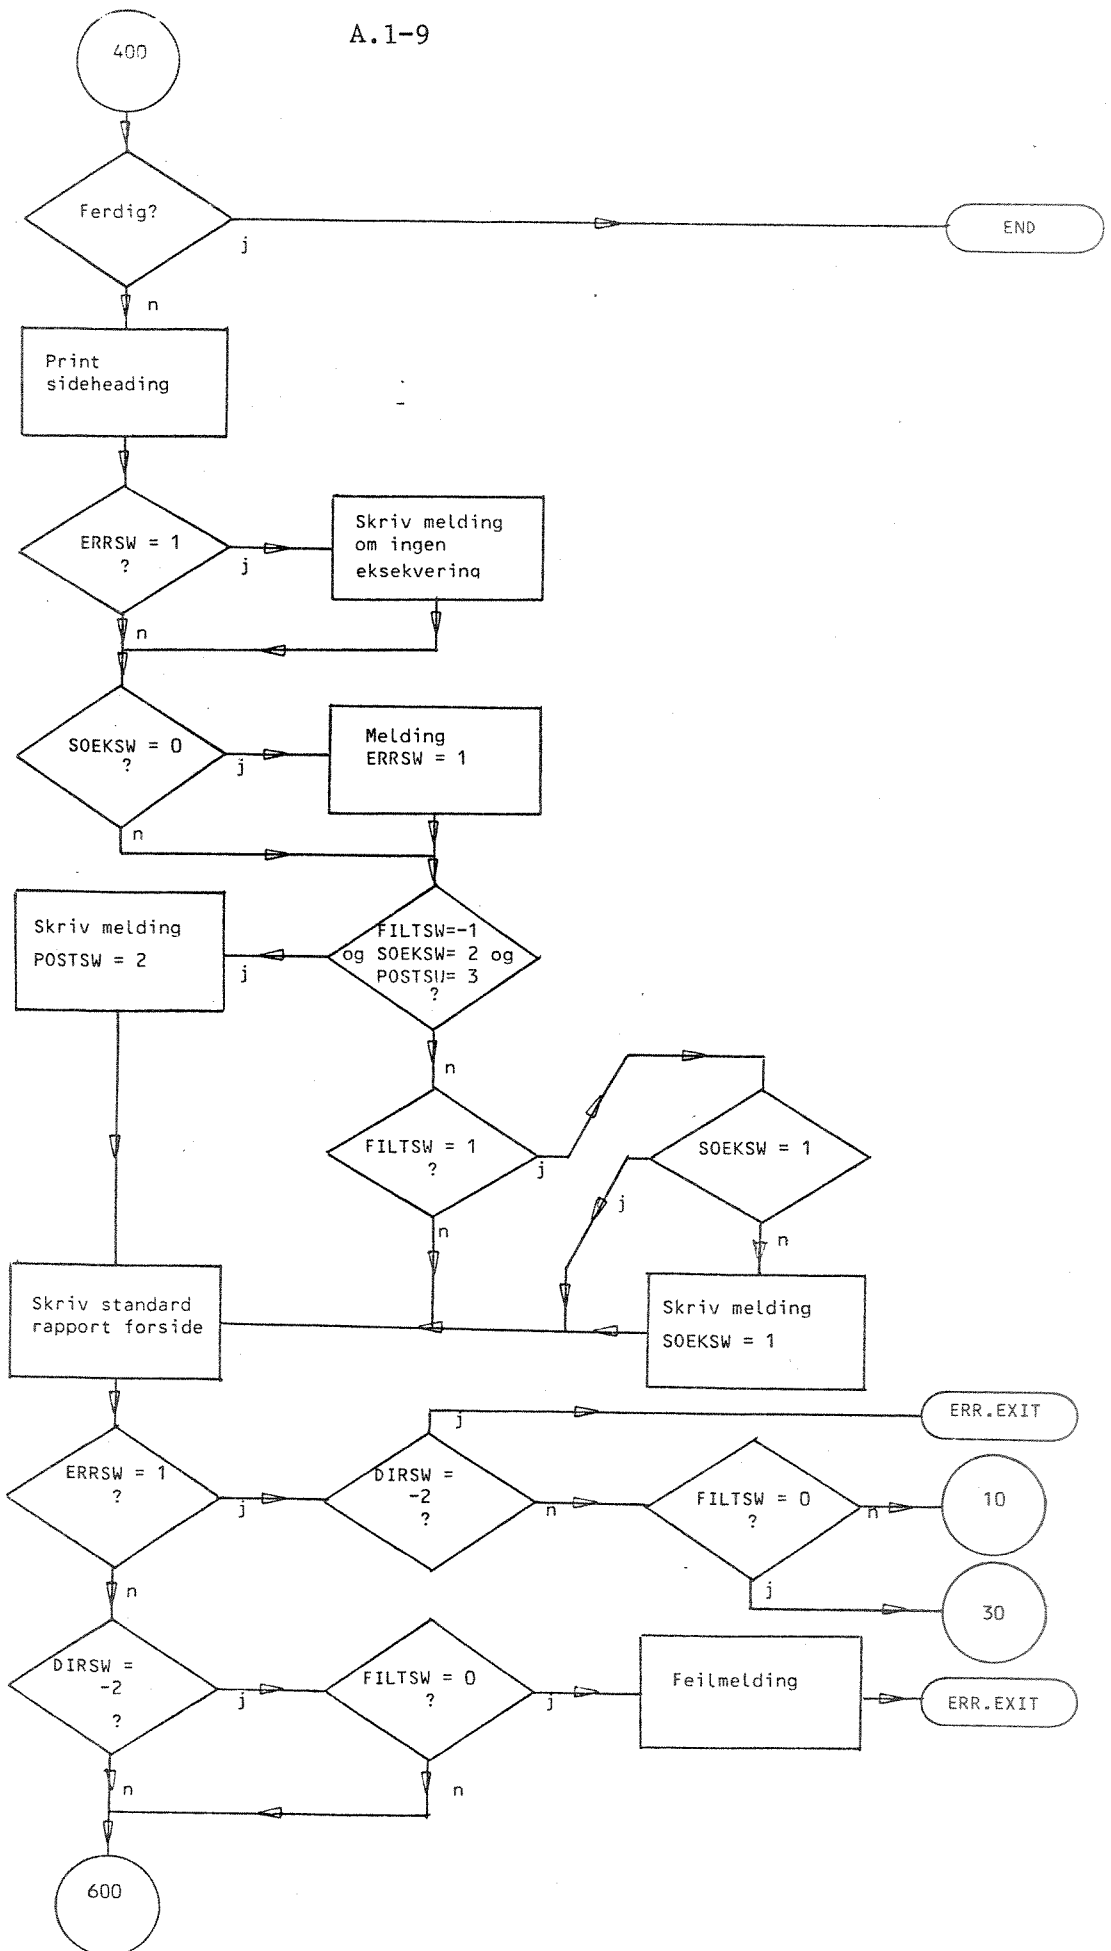 A.1-9
400
Ferdig?
j
END
n
Print
sideheading
ERRSW = 1
?
j
Skriv melding
om ingen
eksekvering
n
SOEKSW = 0
?
j
Melding
ERRSW = 1
n
Skriv melding
POSTSW = 2
j
FILTSW=-1
og SOEKSW= 2 og
POSTSW= 3
?
n
FILTSW = 1
?
j
SOEKSW = 1
j
n
n
Skriv standard
rapport forside
Skriv melding
SOEKSW = 1
ERRSW = 1
?
j
DIRSW =
-2
?
j
ERR.EXIT
n
FILTSW = 0
?
n
10
j
30
n
DIRSW =
-2
?
j
FILTSW = 0
?
j
Feilmelding
ERR.EXIT
n
n
600